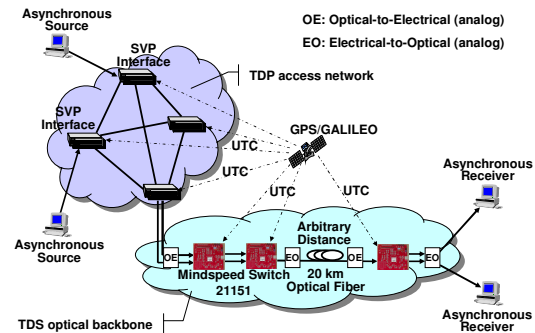 Asynchronous
Source
OE: Optical-to-Electrical (analog)
EO: Electrical-to-Optical (analog)
SVP
Interface
TDP access network
SVP
Interface
GPS/GALILEO
UTC
UTC
UTC
UTC
Asynchronous
Receiver
Asynchronous
Source
Arbitrary
Distance
OE
EO
OE
EO
Mindspeed Switch
21151
20 km
Optical Fiber
TDS optical backbone
Asynchronous
Receiver